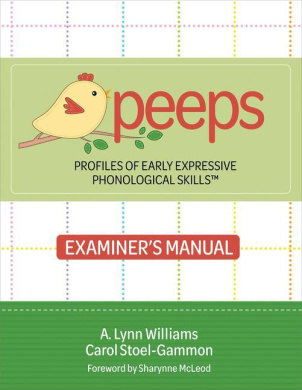 peeps
PROFILES OF EARLY EXPRESSIVE
PHONOLOGICAL SKILLS™
EXAMINER'S MANUAL
A. Lynn Williams
Carol Stoel-Gammon
Foreword by Sharynne McLeod